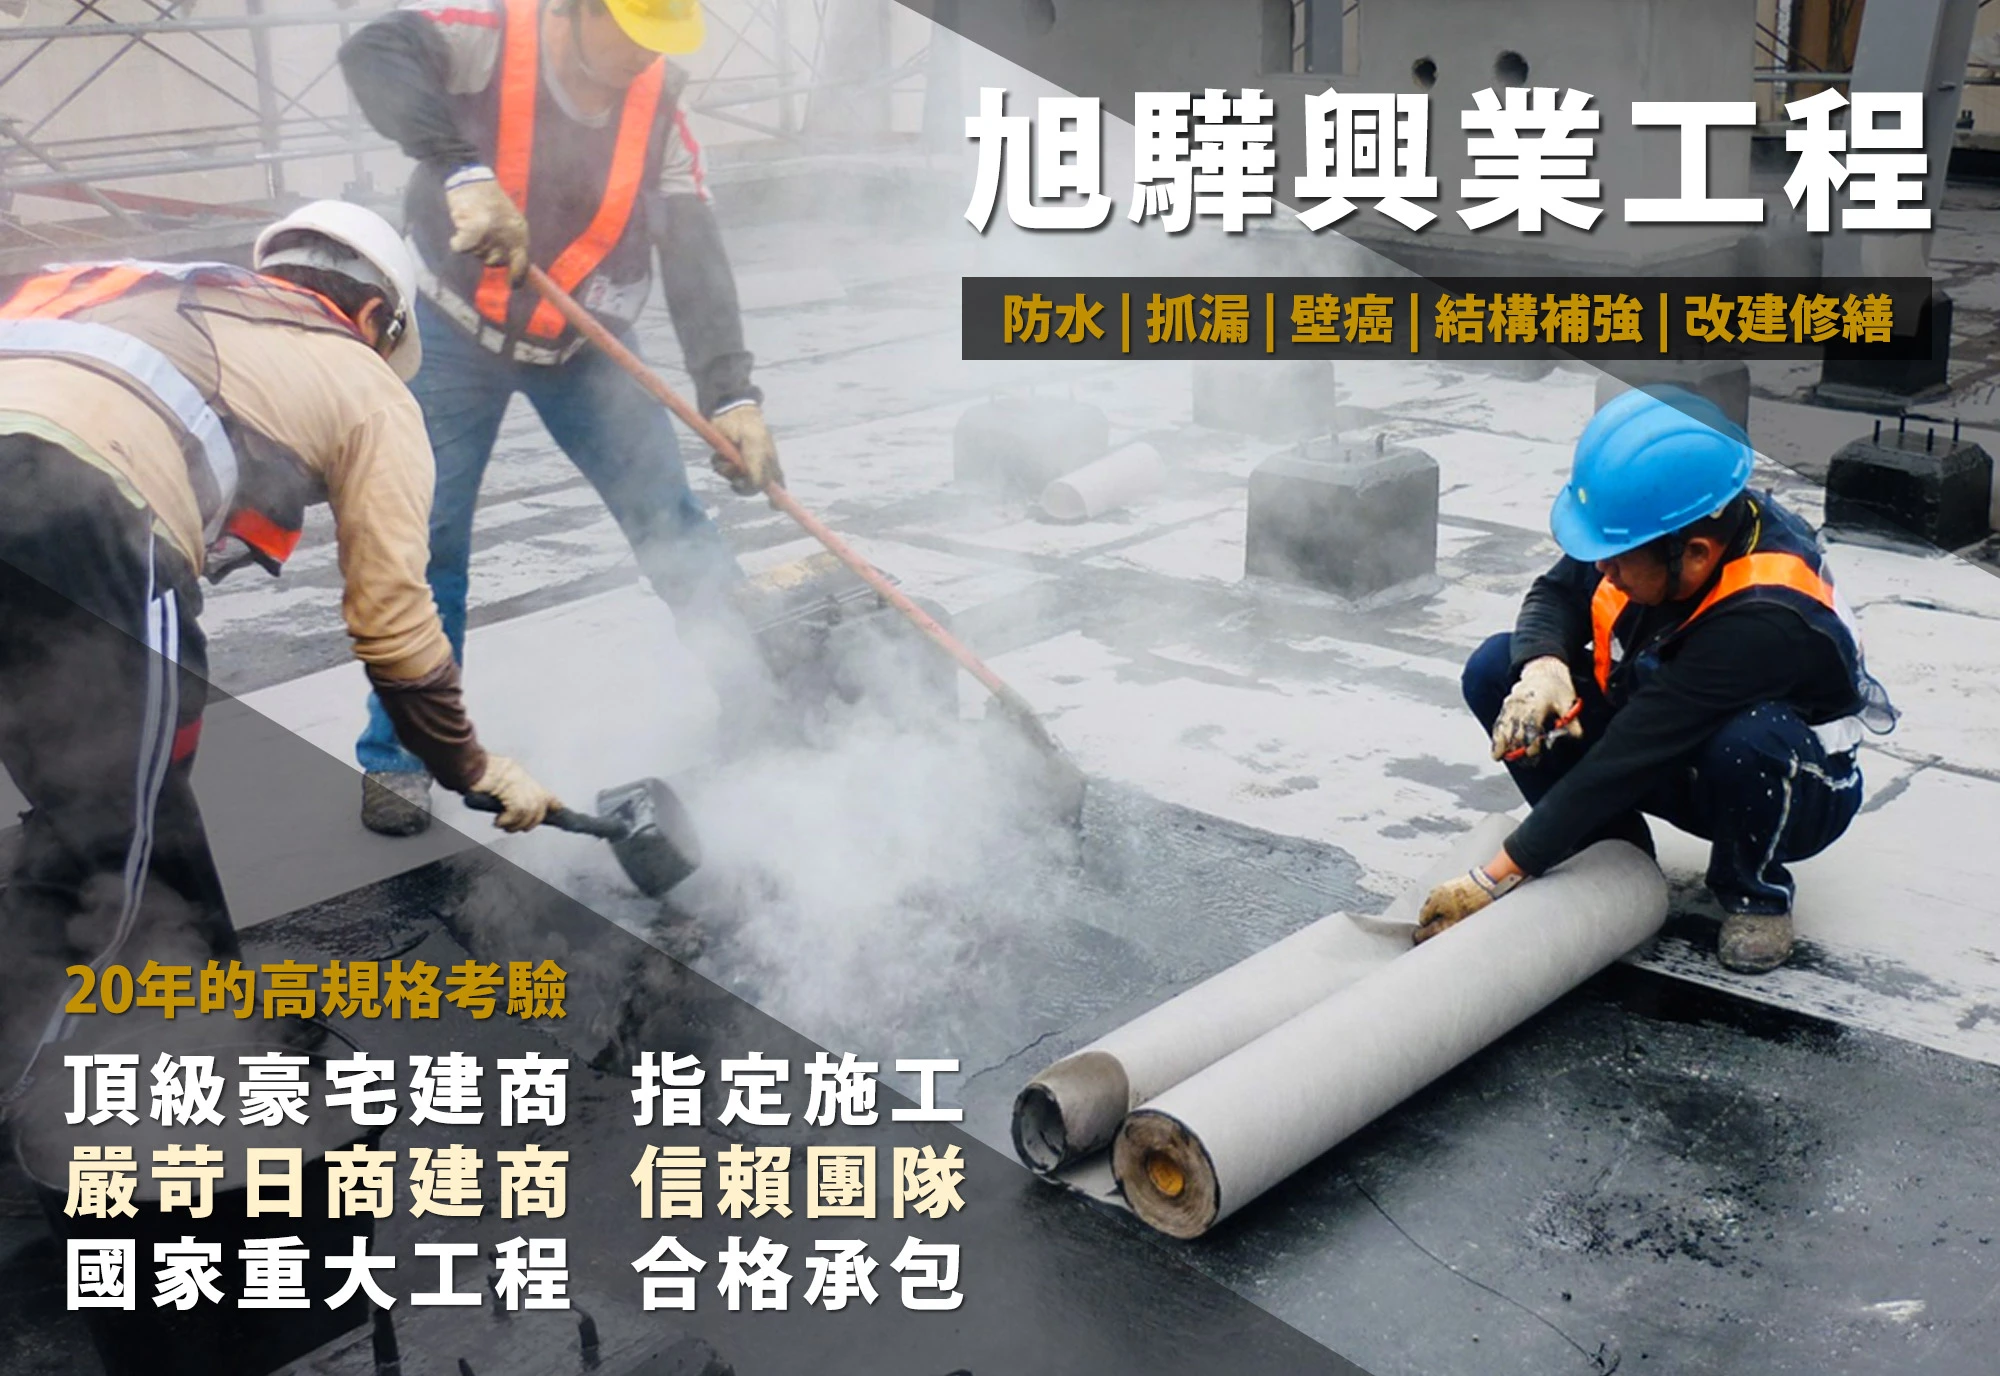 旭驊興業工程
防水 | 抓漏 | 壁癌 | 結構補強 | 改建修繕
20年的高規格考驗
頂級豪宅建商 指定施工
嚴苛日商建商 信賴團隊
國家重大工程 合格承包